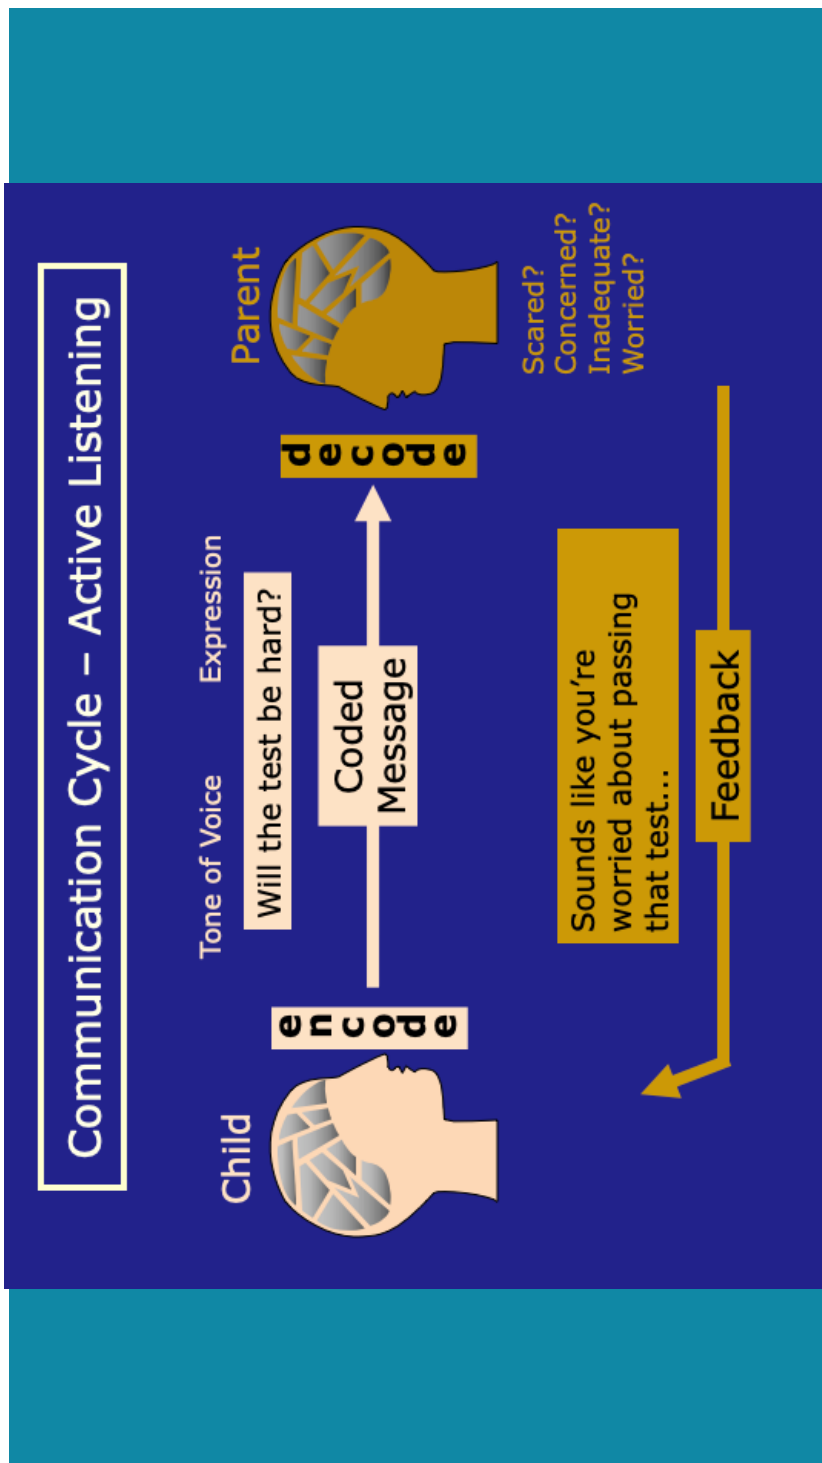 Communication Cycle – Active Listening
Child
Tone of Voice
Expression
Parent
Will the test be hard?
encode
Coded
Message
decode
Scared?
Concerned?
Inadequate?
Worried?
Sounds like you’re
worried about passing
that test…
Feedback